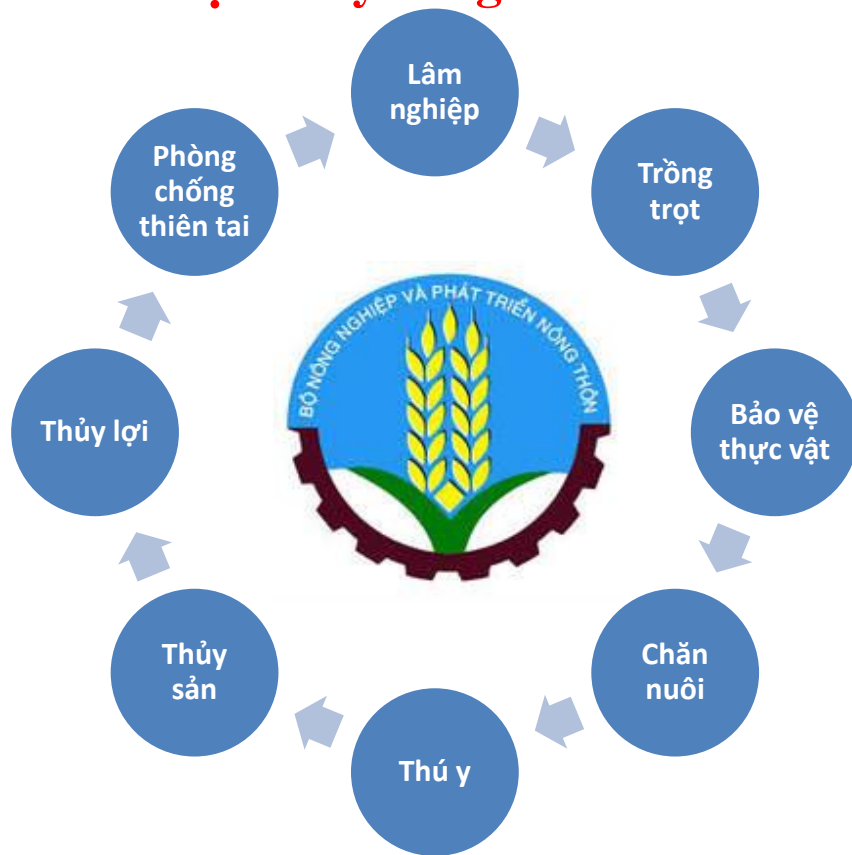 Lâm
nghiệp
Trồng
trọt
Bảo vệ
thực vật
Chăn
nuôi
Thú y
Thủy
sản
Thủy lợi
Phòng
chống
thiên tai
BỘ NÔNG NGHIỆP VÀ PHÁT TRIỂN NÔNG THÔN